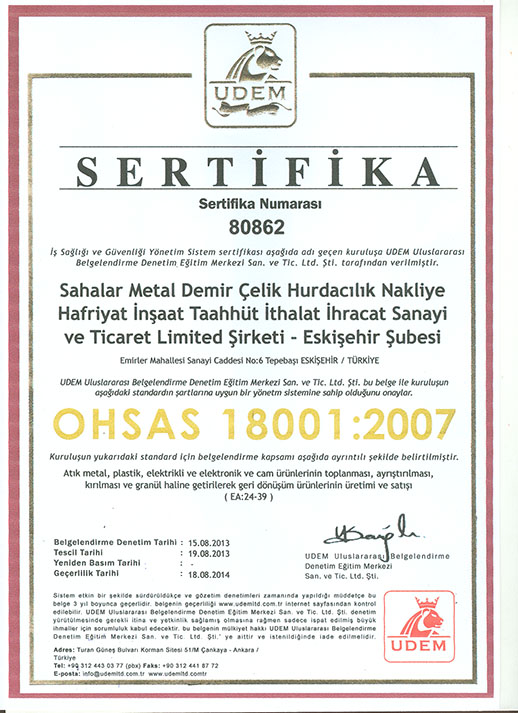 UDEM
SERTİFİKA
Sertifika Numarası
80862
İş Sağlığı ve Güvenliği Yönetim Sistem sertifikası aşağıda adı geçen kuruluşa UDEM Uluslararası
Belgelendirme Denetim Eğitim Merkezi San. ve Tic. Ltd. Şti. tarafından verilmiştir.
Sahalar Metal Demir Çelik Hurdacılık Nakliye
Hafriyat İnşaat Taahhüt İthalat İhracat Sanayi
ve Ticaret Limited Şirketi - Eskişehir Şubesi
Emirler Mahallesi Sanayi Caddesi No:6 Tepebaşı ESKİŞEHİR / TÜRKİYE
UDEM Uluslararası Belgelendirme Denetim Eğitim Merkezi San. ve Tic. Ltd. Şti. bu belge ile kuruluşun
aşağıdaki standardın şartlarına uygun bir yönetm sistemine sahip olduğunu onaylar.
OHSAS 18001:2007
Kuruluşun yukarıdaki standard için belgelendirme kapsamı aşağıda ayrıntılı şekilde belirtilmiştir.
Atık metal, plastik, elektrikli ve elektronik ve cam ürünlerinin toplanması, ayrıştırılması,
kırılması ve granül haline getirilerek geri dönüşüm ürünlerinin üretimi ve satışı
( EA:24-39 )
Belgelendirme Denetim Tarihi : 15.08.2013
Tescil Tarihi : 19.08.2013
Yeniden Basım Tarihi : -
Geçerlilik Tarihi : 18.08.2014
UDEM Uluslararası Belgelendirme
Denetim Eğitim Merkezi
San. ve Tic. Ltd. Şti.
Sistem etkin bir şekilde sürdürüldükçe ve gözetim denetimleri zamanında yapıldığı müddetçe bu
belge 3 yıl boyunca geçerlidir. belgenin geçerliliği www.udemltd.com.tr internet sayfasından kontrol
edilebilir. UDEM Uluslararası Belgelendirme Denetim Eğitim Merkezi San. ve Tic. Ltd. Şti. denetim
yürütülmesinde gerekli itina ve yetkinlik sağlamış olmasına rağmen sadece ispat edilmiş büyük
ihmaller için sorumluluk kabul edecektir. bu belgenin mülkiyet hakkı UDEM Uluslararası Belgelendirme
Denetim Eğitim Merkezi San. ve Tic. Ltd. Şti.' ye aittir ve istenildiğinde iade edilmelidir.
Adres: Turan Güneş Bulvarı Korman Sitesi 51/M Çankaya - Ankara /
Türkiye
Tel: +90 312 443 03 77 (pbx) Faks: +90 312 441 87 72
E-posta: info@udemltd.com.tr www.udemltd.comtr
UDEM